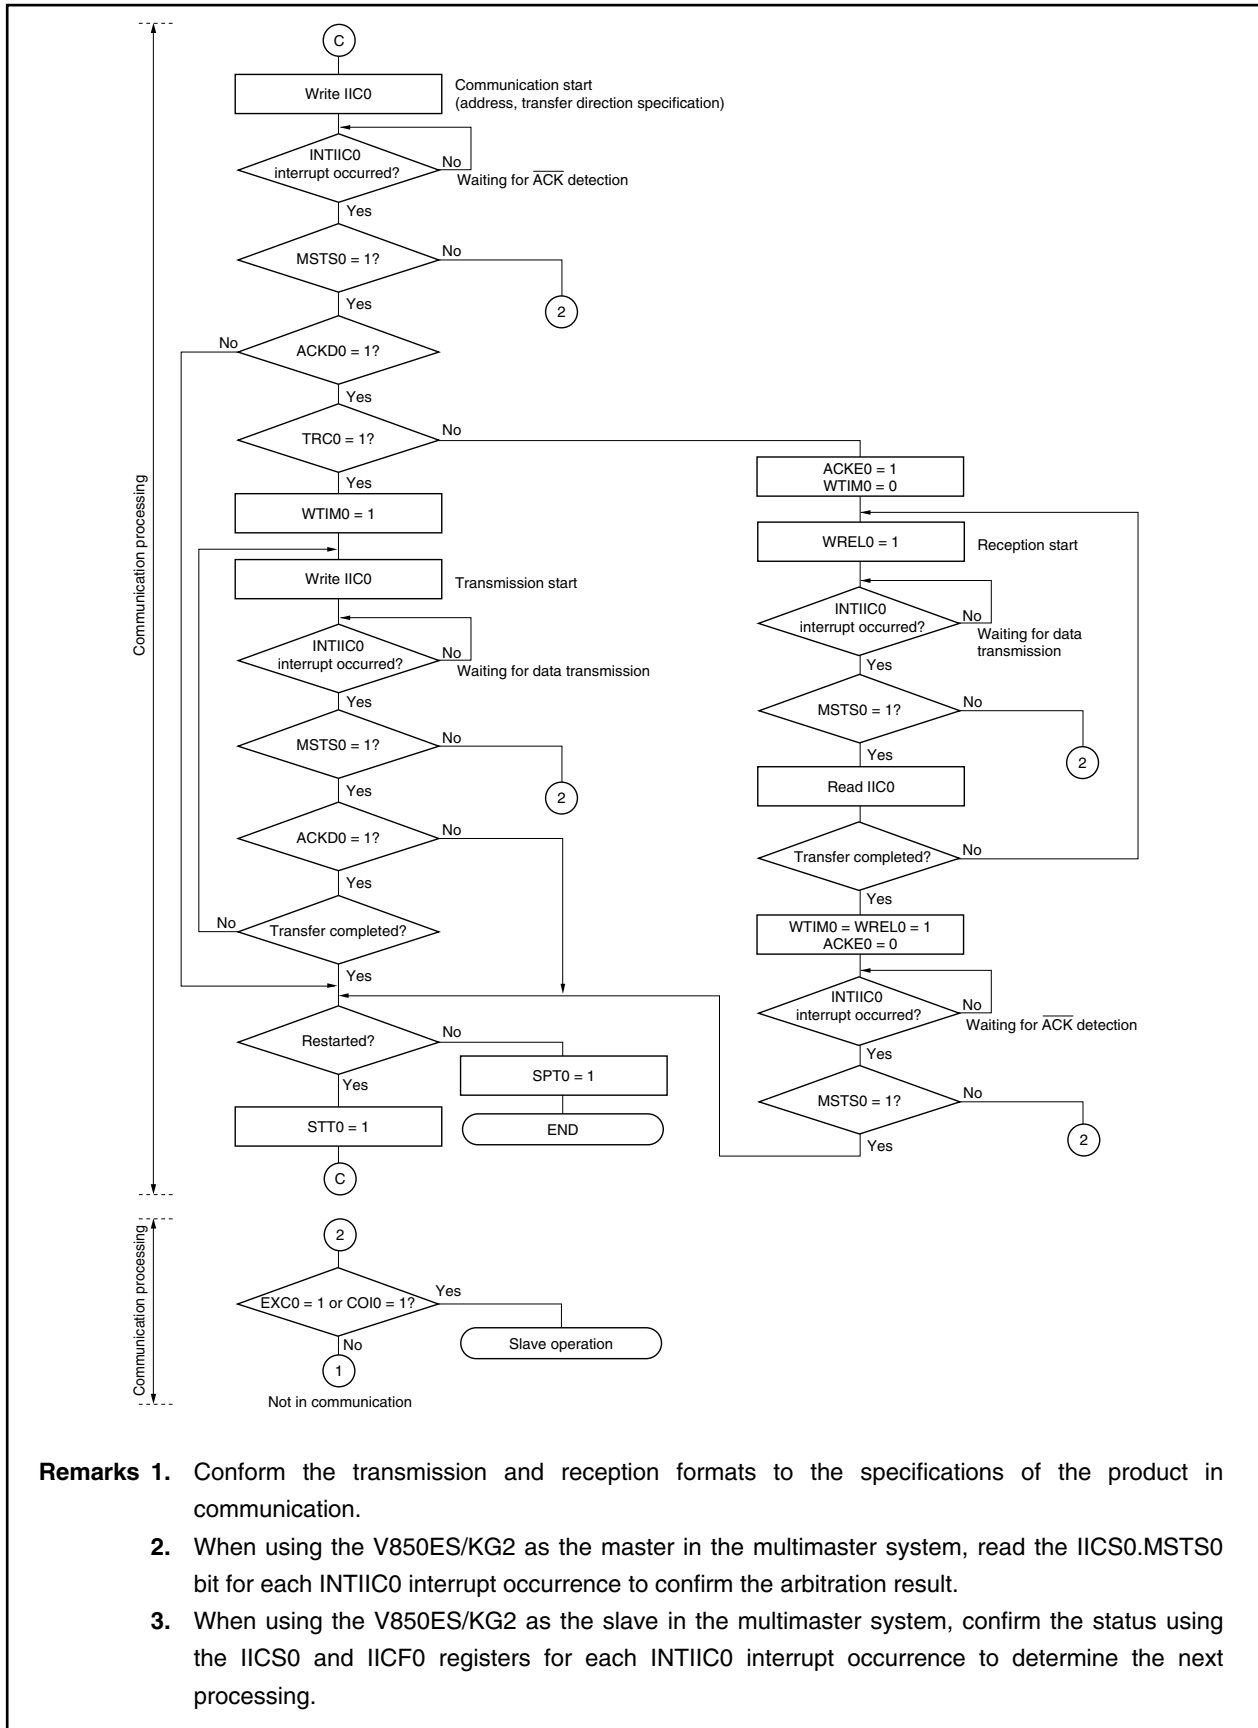 C
Write IIC0
Communication start
(address, transfer direction specification)
INTIIC0
interrupt occurred?
No
Waiting for ACK detection
Yes
MSTS0 = 1?
No
2
Yes
No
ACKD0 = 1?
Yes
TRC0 = 1?
No
Yes
WTIM0 = 1
Write IIC0
Transmission start
INTIIC0
interrupt occurred?
No
Waiting for data transmission
Yes
MSTS0 = 1?
No
2
Yes
ACKD0 = 1?
No
Yes
No
Transfer completed?
Yes
Restarted?
No
SPT0 = 1
END
Yes
STT0 = 1
C
Communication processing
ACKE0 = 1
WTIM0 = 0
WREL0 = 1
Reception start
INTIIC0
interrupt occurred?
No
Waiting for data
transmission
Yes
MSTS0 = 1?
No
2
Yes
Read IIC0
Transfer completed?
No
Yes
WTIM0 = WREL0 = 1
ACKE0 = 0
INTIIC0
interrupt occurred?
No
Waiting for ACK detection
Yes
MSTS0 = 1?
No
2
Yes
Communication processing
2
EXC0 = 1 or COI0 = 1?
Yes
Slave operation
No
1
Not in communication
Remarks 1. Conform the transmission and reception formats to the specifications of the product in
communication.
2. When using the V850ES/KG2 as the master in the multimaster system, read the IICS0.MSTS0
bit for each INTIIC0 interrupt occurrence to confirm the arbitration result.
3. When using the V850ES/KG2 as the slave in the multimaster system, confirm the status using
the IICS0 and IICF0 registers for each INTIIC0 interrupt occurrence to determine the next
processing.